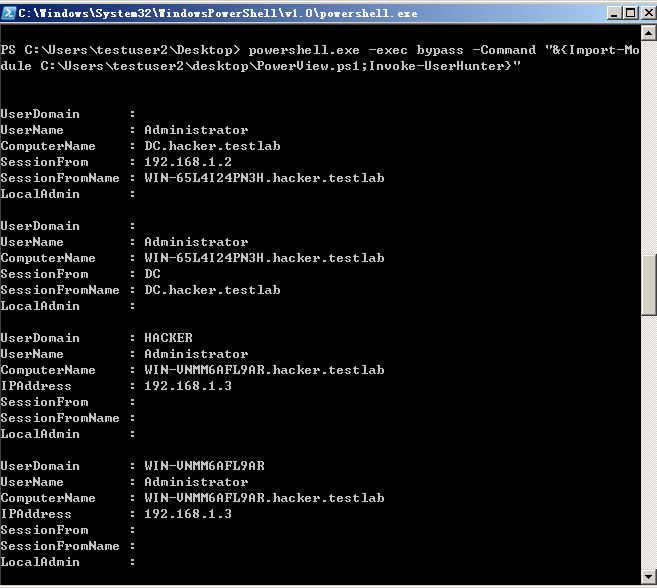 C:\Windows\System32\WindowsPowerShell\v1.0\powershell.exe
PS C:\Users\testuser2\Desktop> powershell.exe -exec bypass -Command "&{Import-Mo
dule C:\Users\testuser2\desktop\PowerView.ps1;Invoke-UserHunter}"
UserDomain      :
UserName        : Administrator
ComputerName    : DC.hacker.testlab
SessionFrom     : 192.168.1.2
SessionFromName : WIN-65L4I24PN3H.hacker.testlab
LocalAdmin      :
UserDomain      :
UserName        : Administrator
ComputerName    : WIN-65L4I24PN3H.hacker.testlab
SessionFrom     : DC
SessionFromName : DC.hacker.testlab
LocalAdmin      :
UserDomain      : HACKER
UserName        : Administrator
ComputerName    : WIN-VNMM6AFL9AR.hacker.testlab
IPAddress       : 192.168.1.3
SessionFrom     :
SessionFromName :
LocalAdmin      :
UserDomain      : WIN-VNMM6AFL9AR
UserName        : Administrator
ComputerName    : WIN-VNMM6AFL9AR.hacker.testlab
IPAddress       : 192.168.1.3
SessionFrom     :
SessionFromName :
LocalAdmin      :